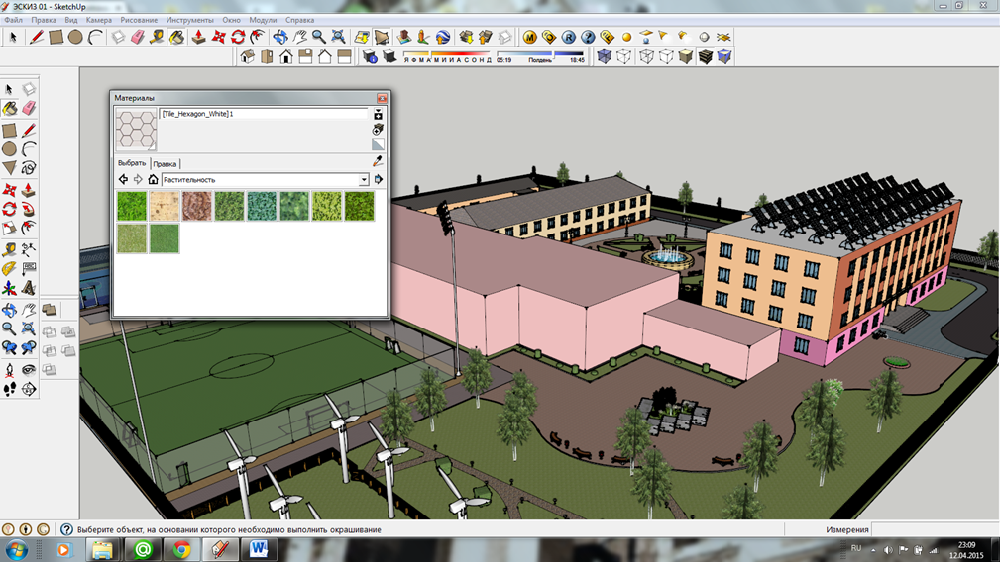 ЭСКИЗ 01 - SketchUp
Файл Правка Вид Камера Рисование Инструменты Окно Модули Справка
Я Ф М А М И И А С О Н Д 05:19 Полдень 18:45
Материалы
[Tile_Hexagon_White]1
Выбрать Правка
Растительность
Выберите объект, на основании которого необходимо выполнить окрашивание
Измерения
RU
23:09
12.04.2015